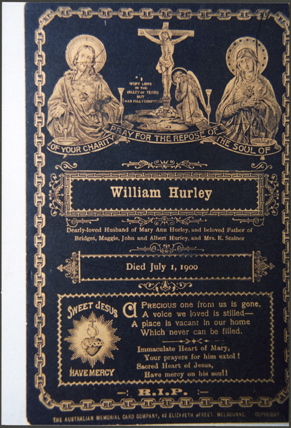 OF YOUR CHARITY PRAY FOR THE REPOSE OF THE SOUL OF
William Hurley
Dearly-loved Husband of Mary Ann Hurley, and beloved Father of
Bridget, Maggie, John and Albert Hurley, and Mrs. R. Stainer
Died July 1, 1900
SWEET JESUS
HAVE MERCY
A PRECIOUS one from us is gone,
A voice we loved is stilled—
A place is vacant in our home
Which never can be filled.
Immaculate Heart of Mary,
Your prayers for him extol!
Sacred Heart of Jesus,
Have mercy on his soul!
R.I.P.
THE AUSTRALIAN MEMORIAL CARD COMPANY, 49 ELIZABETH STREET, MELBOURNE. COPYRIGHT